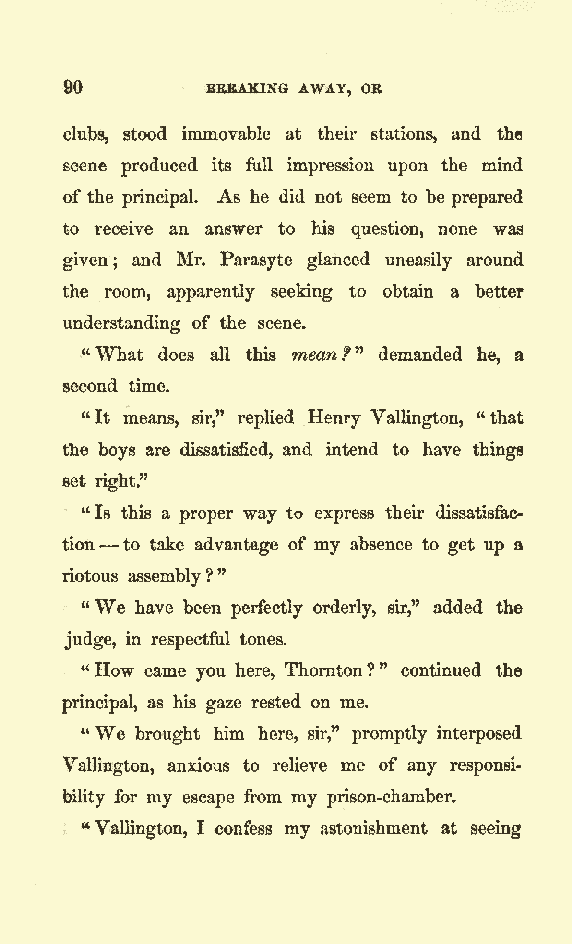 90 BREAKING AWAY, OR
clubs, stood immovable at their stations, and the
scene produced its full impression upon the mind
of the principal. As he did not seem to be prepared
to receive an answer to his question, none was
given; and Mr. Parasyte glanced uneasily around
the room, apparently seeking to obtain a better
understanding of the scene.
"What does all this mean?" demanded he, a
second time.
"It means, sir," replied Henry Vallington, "that
the boys are dissatisfied, and intend to have things
set right."
"Is this a proper way to express their dissatisfac-
tion — to take advantage of my absence to get up a
riotous assembly?"
"We have been perfectly orderly, sir," added the
judge, in respectful tones.
"How came you here, Thornton?" continued the
principal, as his gaze rested on me.
"We brought him here, sir," promptly interposed
Vallington, anxious to relieve me of any responsi-
bility for my escape from my prison-chamber.
"Vallington, I confess my astonishment at seeing